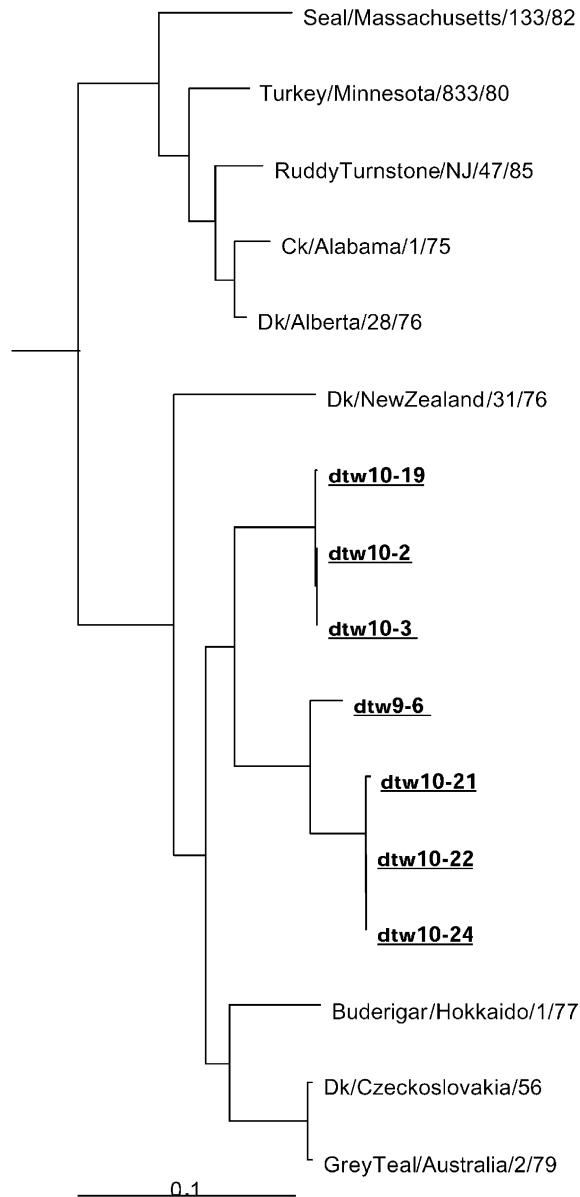 Seal/Massachusetts/133/82
Turkey/Minnesota/833/80
RuddyTurnstone/NJ/47/85
Ck/Alabama/1/75
Dk/Alberta/28/76
Dk/NewZealand/31/76
dtw10-19
dtw10-2
dtw10-3
dtw9-6
dtw10-21
dtw10-22
dtw10-24
Buderigar/Hokkaido/1/77
Dk/Czeckoslovakia/56
GreyTeal/Australia/2/79
0.1